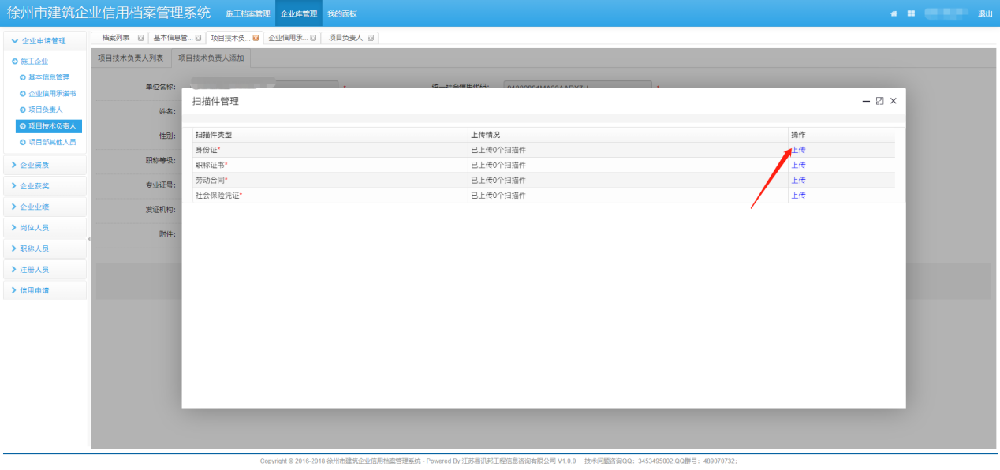 徐州市建筑企业信用档案管理系统 施工档案管理 企业库管理 我的面板 退出
企业申请管理
施工企业
基本信息管理
企业信用承诺书
项目负责人
项目技术负责人
项目部其他人员
企业资质
企业获奖
企业业绩
岗位人员
职称人员
注册人员
信用申请
档案列表 基本信息管... 项目技术负... 企业信用承... 项目负责人
项目技术负责人列表 项目技术负责人添加
单位名称: * 统一社会信用代码: *
姓名:
性别:
职称等级:
专业证号:
发证机构:
附件:
扫描件管理
扫描件类型 上传情况 操作
身份证* 已上传0个扫描件 上传
职称证书* 已上传0个扫描件 上传
劳动合同* 已上传0个扫描件 上传
社会保险凭证* 已上传0个扫描件 上传
Copyright © 2016-2018 徐州市建筑企业信用档案管理系统 - Powered By 江苏易讯邦工程信息咨询有限公司 V1.0.0 技术问题咨询QQ：3453495002,QQ群号：489070732;